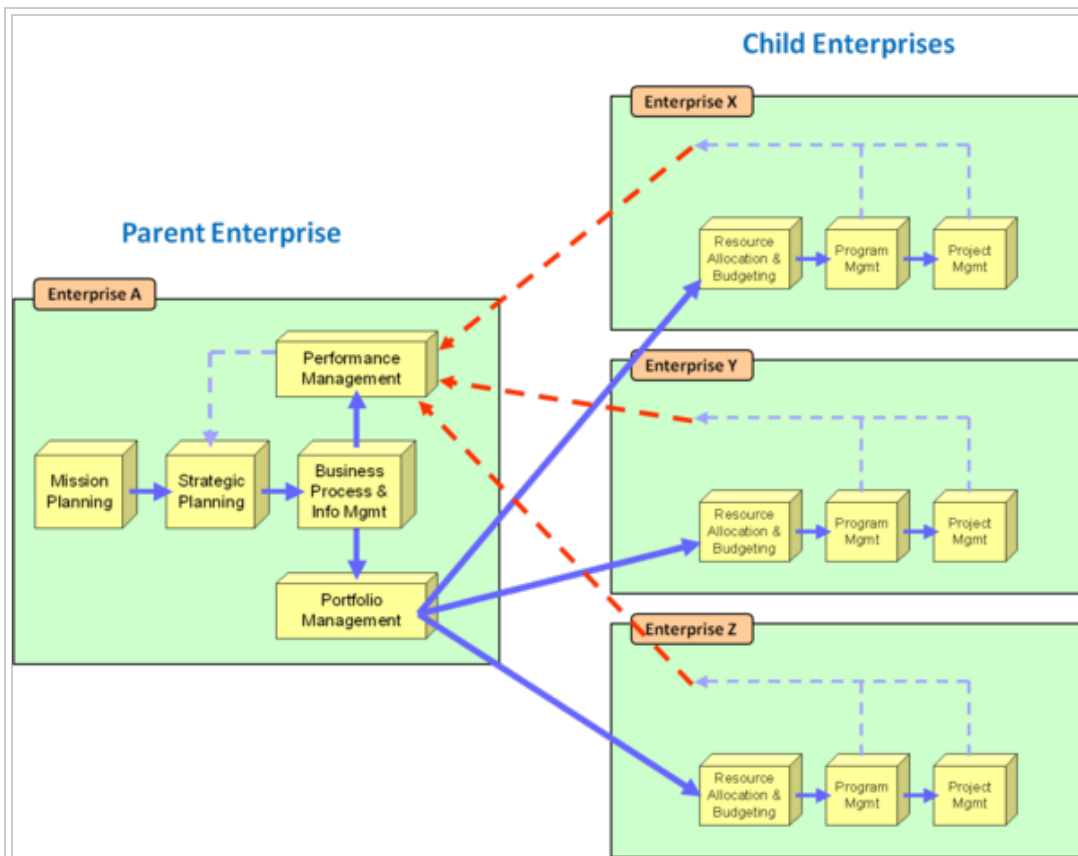 Child Enterprises
Enterprise X
Resource
Allocation &
Budgeting
Program
Mgmt
Project
Mgmt
Parent Enterprise
Enterprise A
Performance
Management
Mission
Planning
Strategic
Planning
Business
Process &
Info Mgmt
Portfolio
Management
Enterprise Y
Resource
Allocation &
Budgeting
Program
Mgmt
Project
Mgmt
Enterprise Z
Resource
Allocation &
Budgeting
Program
Mgmt
Project
Mgmt